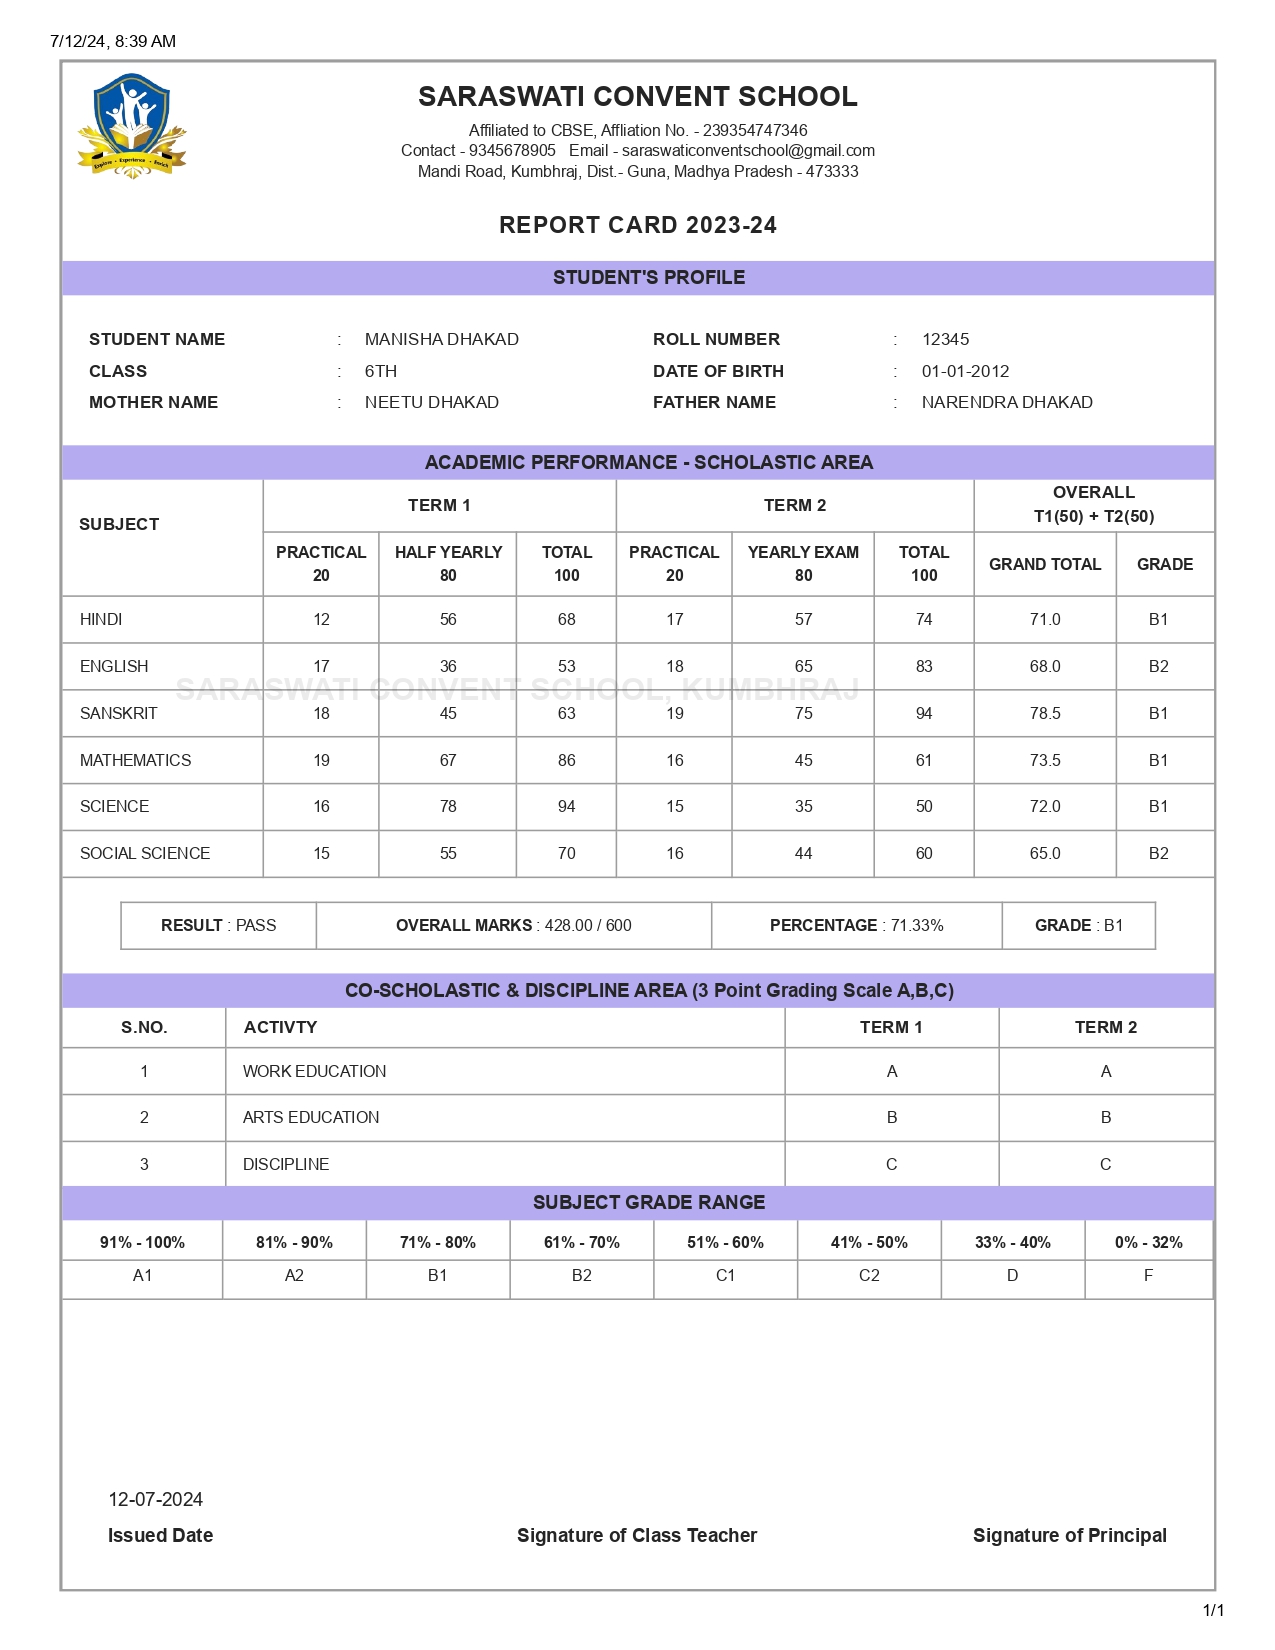 7/12/24, 8:39 AM
SARASWATI CONVENT SCHOOL
Affiliated to CBSE, Affliation No. - 239354747346
Contact - 9345678905 Email - saraswaticonventschool@gmail.com
Mandi Road, Kumbhraj, Dist.- Guna, Madhya Pradesh - 473333
Explore - Experience - Enrich
REPORT CARD 2023-24
STUDENT'S PROFILE
STUDENT NAME : MANISHA DHAKAD ROLL NUMBER : 12345
CLASS : 6TH DATE OF BIRTH : 01-01-2012
MOTHER NAME : NEETU DHAKAD FATHER NAME : NARENDRA DHAKAD
ACADEMIC PERFORMANCE - SCHOLASTIC AREA
SUBJECT TERM 1 TERM 2 OVERALL
T1(50) + T2(50)
PRACTICAL HALF YEARLY TOTAL PRACTICAL YEARLY EXAM TOTAL GRAND TOTAL GRADE
20 80 100 20 80 100
HINDI 12 56 68 17 57 74 71.0 B1
ENGLISH 17 36 53 18 65 83 68.0 B2
SARASWATI CONVENT SCHOOL, KUMBHRAJ
SANSKRIT 18 45 63 19 75 94 78.5 B1
MATHEMATICS 19 67 86 16 45 61 73.5 B1
SCIENCE 16 78 94 15 35 50 72.0 B1
SOCIAL SCIENCE 15 55 70 16 44 60 65.0 B2
RESULT : PASS OVERALL MARKS : 428.00 / 600 PERCENTAGE : 71.33% GRADE : B1
CO-SCHOLASTIC & DISCIPLINE AREA (3 Point Grading Scale A,B,C)
S.NO. ACTIVTY TERM 1 TERM 2
1 WORK EDUCATION A A
2 ARTS EDUCATION B B
3 DISCIPLINE C C
SUBJECT GRADE RANGE
91% - 100% 81% - 90% 71% - 80% 61% - 70% 51% - 60% 41% - 50% 33% - 40% 0% - 32%
A1 A2 B1 B2 C1 C2 D F
12-07-2024
Issued Date Signature of Class Teacher Signature of Principal
1/1